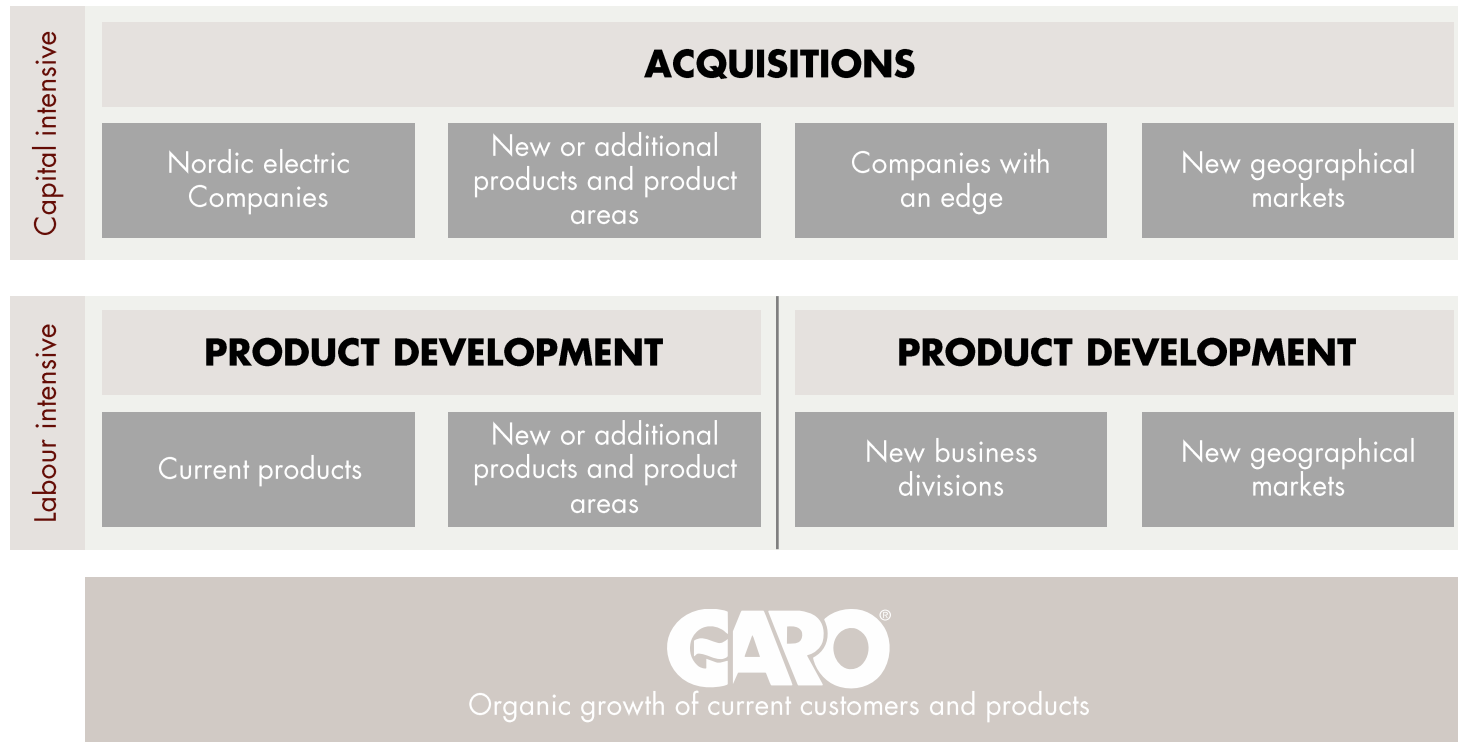 Capital intensive
ACQUISITIONS
Nordic electric
Companies
New or additional
products and product
areas
Companies with
an edge
New geographical
markets
Labour intensive
PRODUCT DEVELOPMENT
Current products
New or additional
products and product
areas
PRODUCT DEVELOPMENT
New business
divisions
New geographical
markets
GARO®
Organic growth of current customers and products